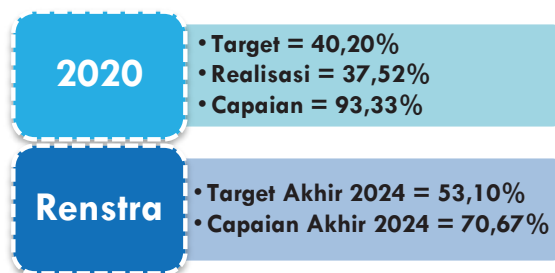 2020
• Target = 40,20%
• Realisasi = 37,52%
• Capaian = 93,33%
Renstra
• Target Akhir 2024 = 53,10%
• Capaian Akhir 2024 = 70,67%